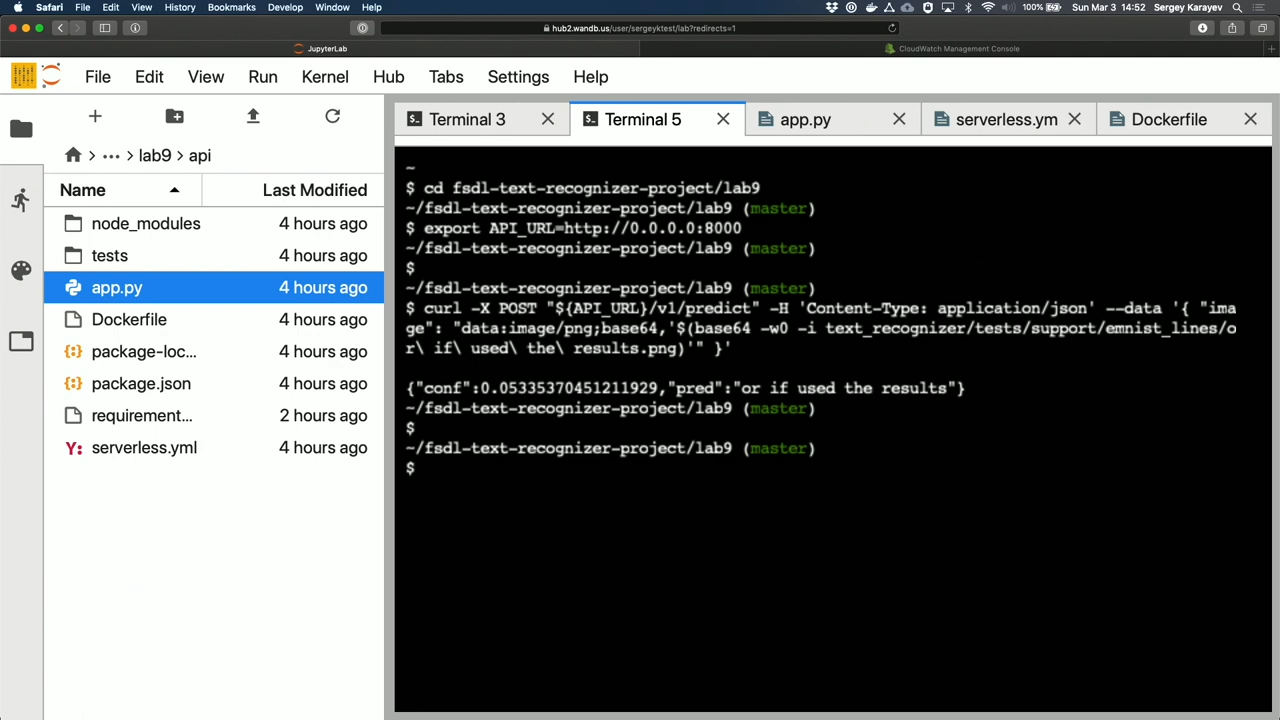 Safari File Edit View History Bookmarks Develop Window Help 100% Sun Mar 3 14:52 Sergey Karayev
hub2.wandb.us/user/sergeyktest/lab?redirects=1
JupyterLab CloudWatch Management Console
File Edit View Run Kernel Hub Tabs Settings Help
Terminal 3 Terminal 5 app.py serverless.ym Dockerfile
… > lab9 > api
Name Last Modified
node_modules 4 hours ago
tests 4 hours ago
app.py 4 hours ago
Dockerfile 4 hours ago
package-loc... 4 hours ago
package.json 4 hours ago
requirement... 2 hours ago
serverless.yml 4 hours ago
~
$ cd fsdl-text-recognizer-project/lab9
~/fsdl-text-recognizer-project/lab9 (master)
$ export API_URL=http://0.0.0.0:8000
~/fsdl-text-recognizer-project/lab9 (master)
$
~/fsdl-text-recognizer-project/lab9 (master)
$ curl -X POST "${API_URL}/v1/predict" -H 'Content-Type: application/json' --data '{ "ima
ge": "data:image/png;base64,'$(base64 -w0 -i text_recognizer/tests/support/emnist_lines/o
r\ if\ used\ the\ results.png)'" }'
{"conf":0.05335370451211929,"pred":"or if used the results"}
~/fsdl-text-recognizer-project/lab9 (master)
$
~/fsdl-text-recognizer-project/lab9 (master)
$